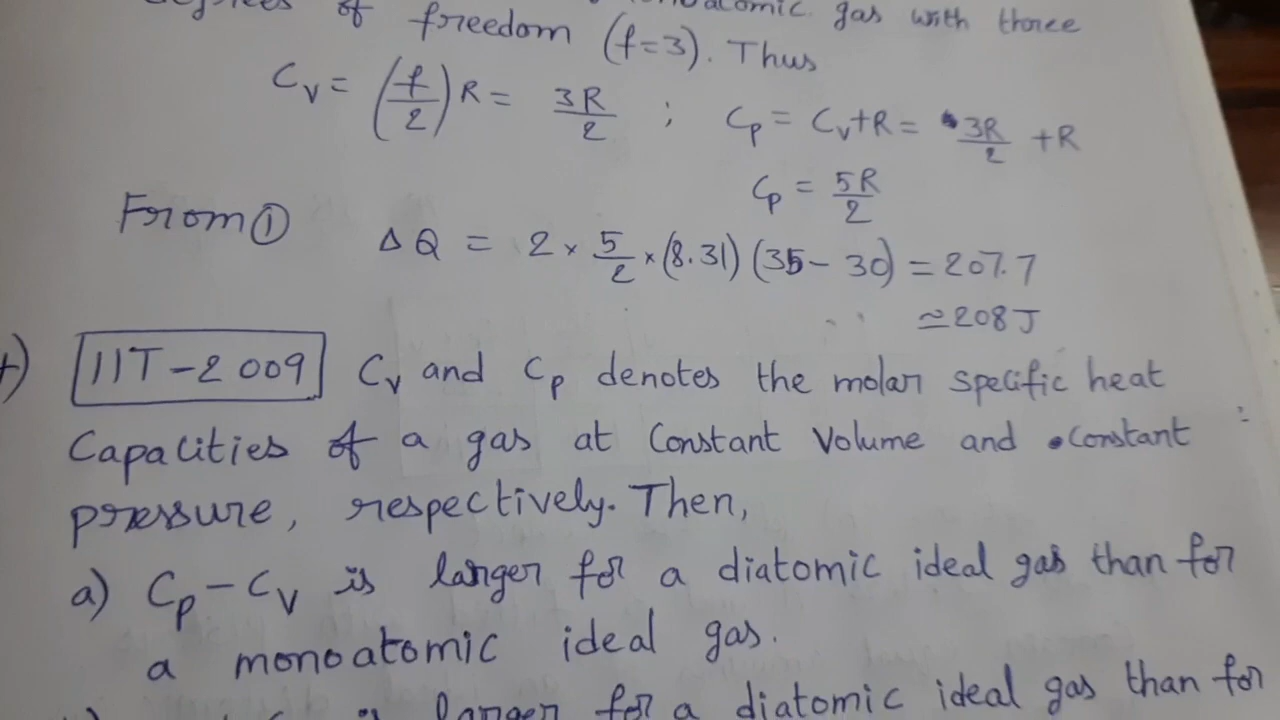 of freedom (f=3). Thus
gas with three
Cv = (f/2) R = 3R/2 ; Cp = Cv+R = 3R/2 + R
Cp = 5R/2
From ① ΔQ = 2 × 5/2 × (8.31) (35 - 30) = 207.7
≃208 J
IIT-2009 Cv and Cp denotes the molar specific heat
Capacities of a gas at Constant Volume and Constant
pressure, respectively. Then,
a) Cp - Cv is larger for a diatomic ideal gas than for
a monoatomic ideal gas.
larger for a diatomic ideal gas than for